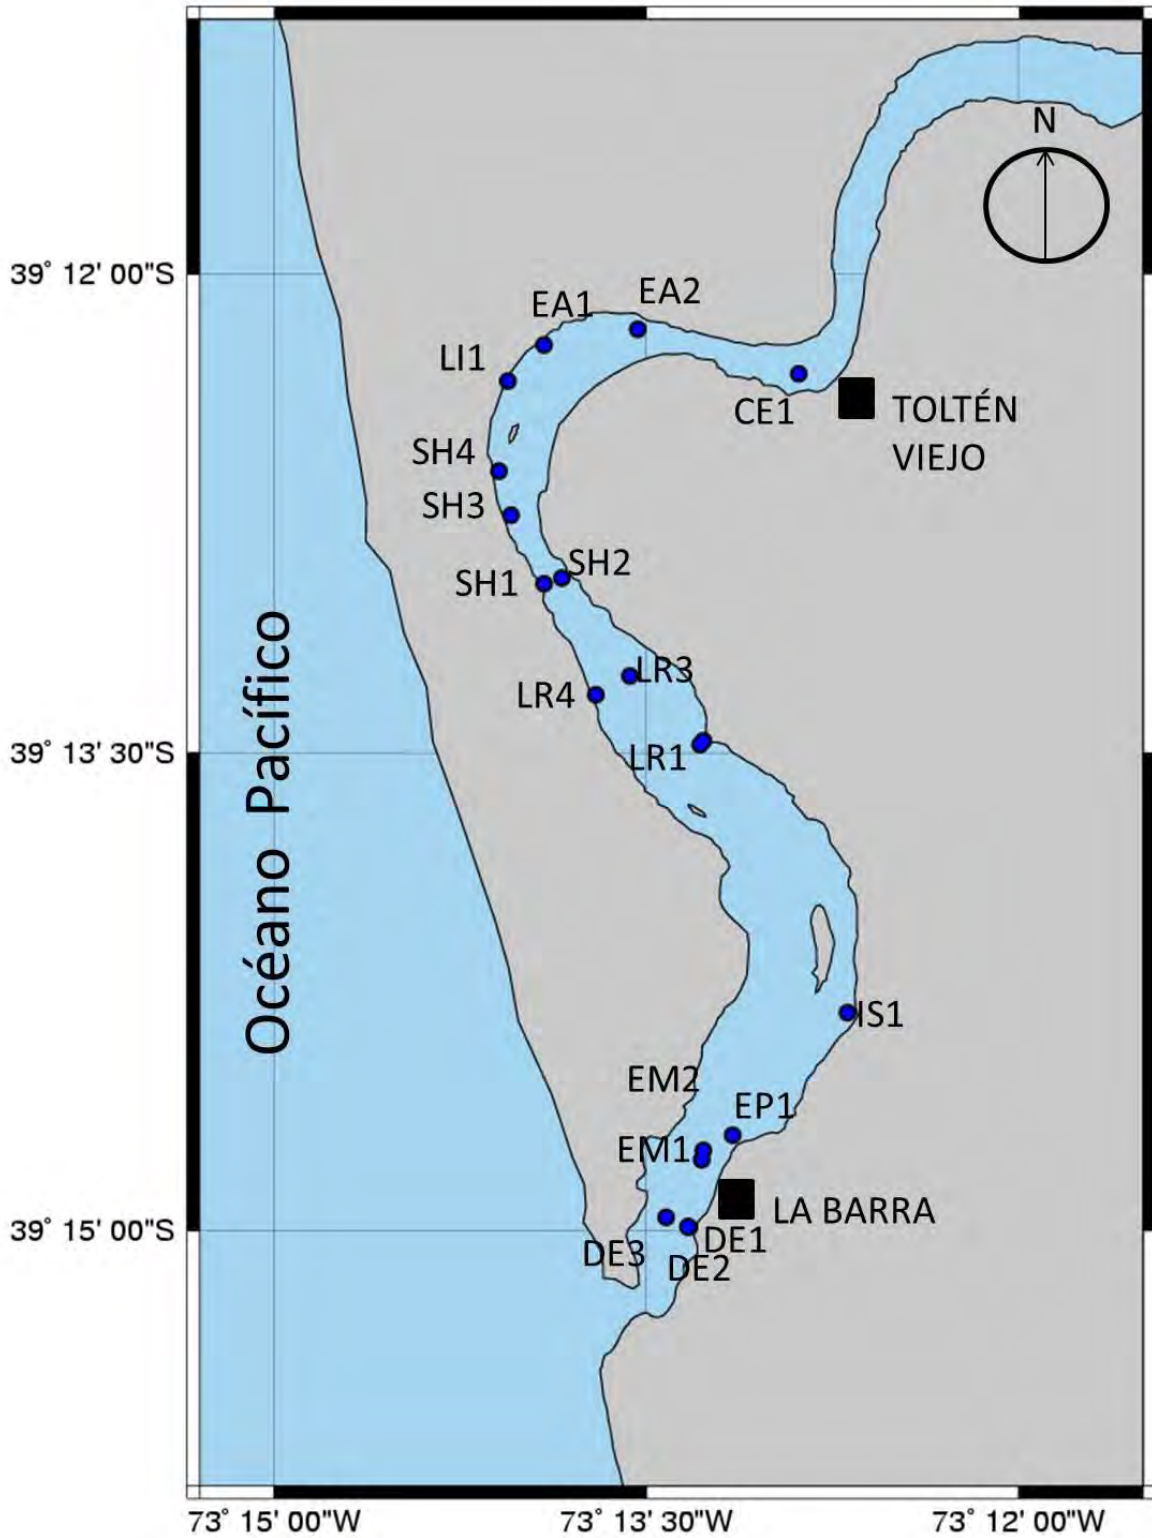 N
39° 12' 00"S
EA2
EA1
LI1
CE1
TOLTÉN
VIEJO
SH4
SH3
SH2
SH1
LR3
LR4
39° 13' 30"S
LR1
Océano Pacífico
IS1
EM2
EP1
EM1
LA BARRA
39° 15' 00"S
DE1
DE3
DE2
73° 15' 00"W
73° 13' 30"W
73° 12' 00"W